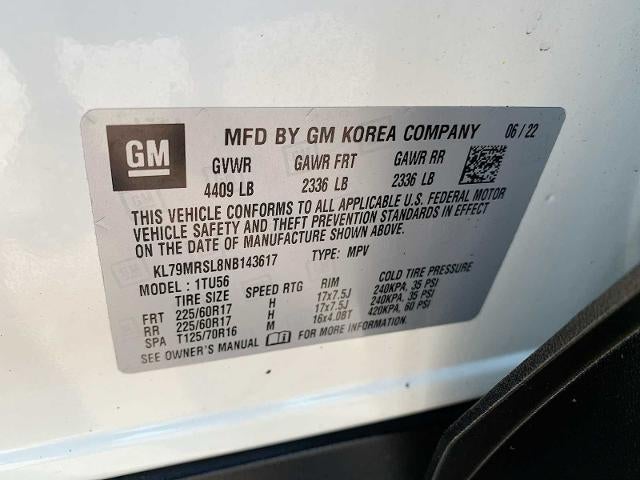 GM MFD BY GM KOREA COMPANY 06/22
GVWR GAWR FRT GAWR RR
4409 LB 2336 LB 2336 LB
THIS VEHICLE CONFORMS TO ALL APPLICABLE U.S. FEDERAL MOTOR
VEHICLE SAFETY AND THEFT PREVENTION STANDARDS IN EFFECT
ON THE DATE OF MANUFACTURE SHOWN ABOVE.
KL79MRSL8NB143617 TYPE: MPV
MODEL: 1TU56
TIRE SIZE SPEED RTG RIM COLD TIRE PRESSURE
FRT 225/60R17 H 17x7.5J 240KPA, 35 PSI
RR 225/60R17 H 17x7.5J 240KPA, 35 PSI
SPA T125/70R16 M 16x4.0BT 420KPA, 60 PSI
SEE OWNER'S MANUAL FOR MORE INFORMATION.